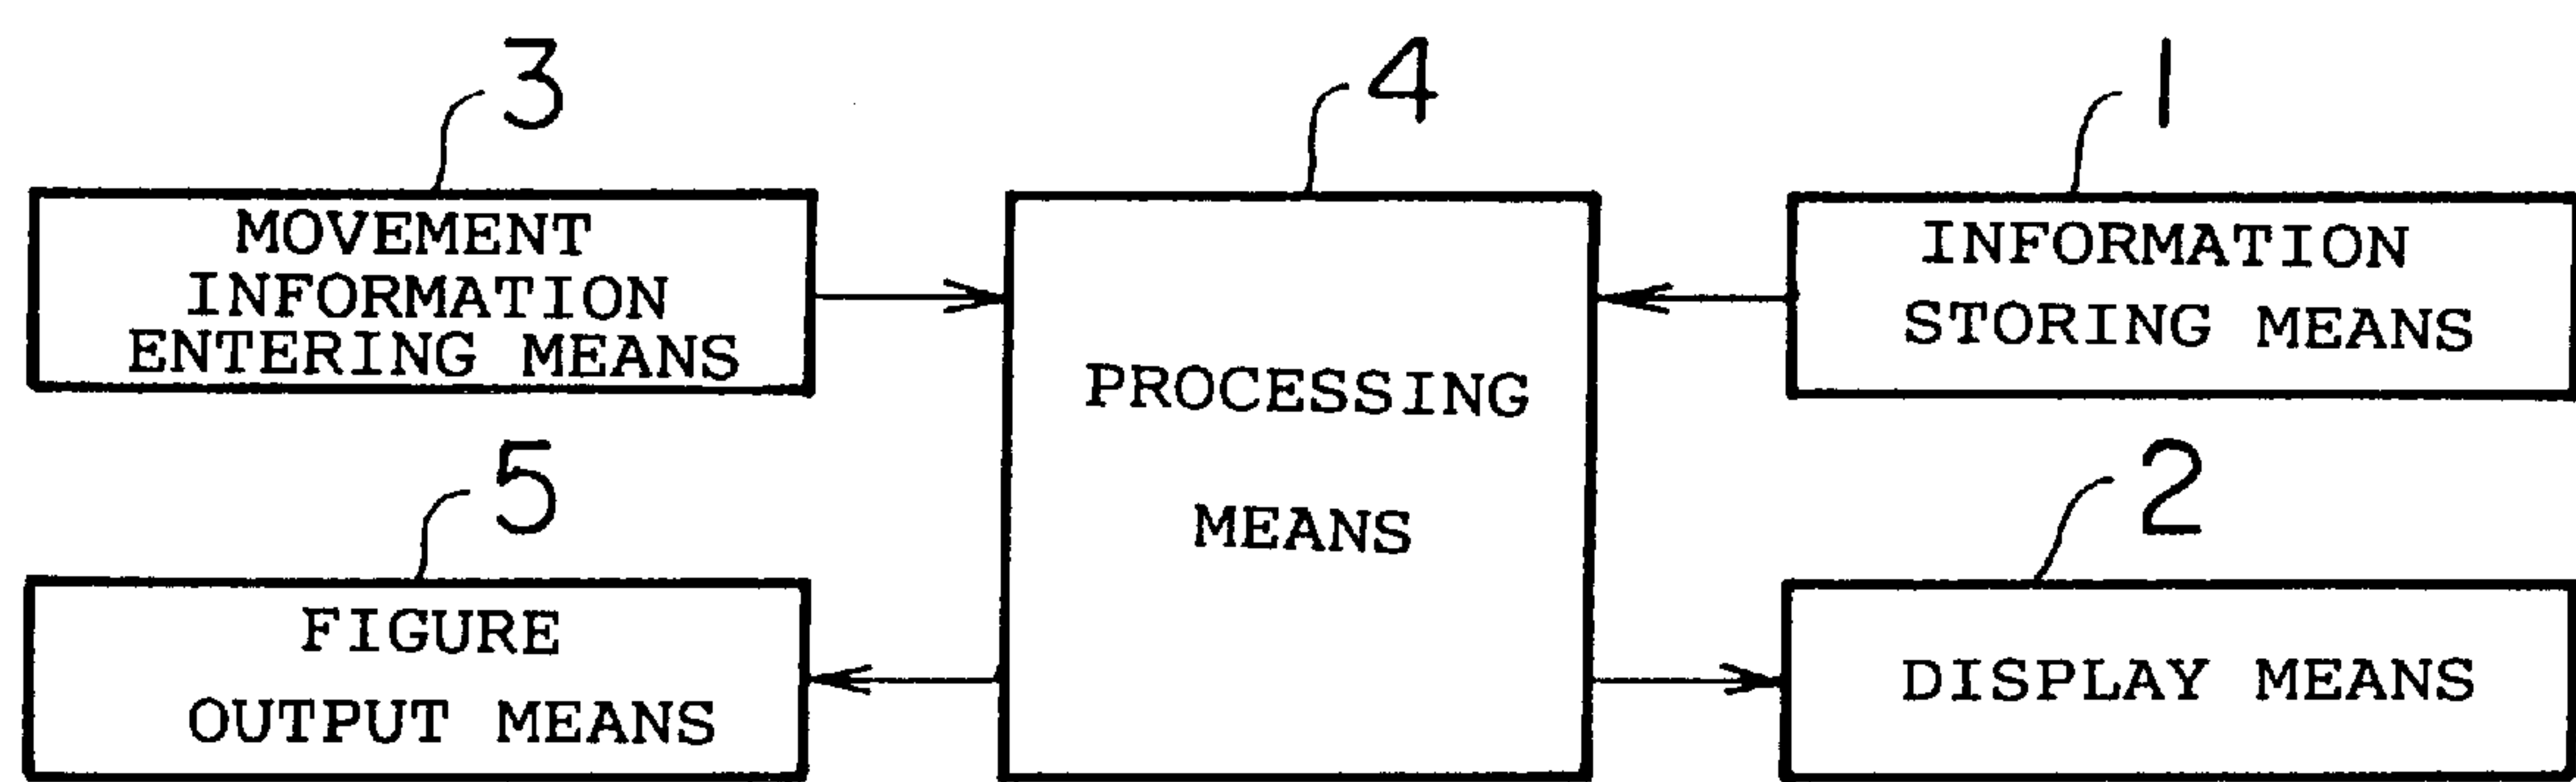 3
MOVEMENT
INFORMATION
ENTERING MEANS
4
PROCESSING
MEANS
1
INFORMATION
STORING MEANS
5
FIGURE
OUTPUT MEANS
2
DISPLAY MEANS